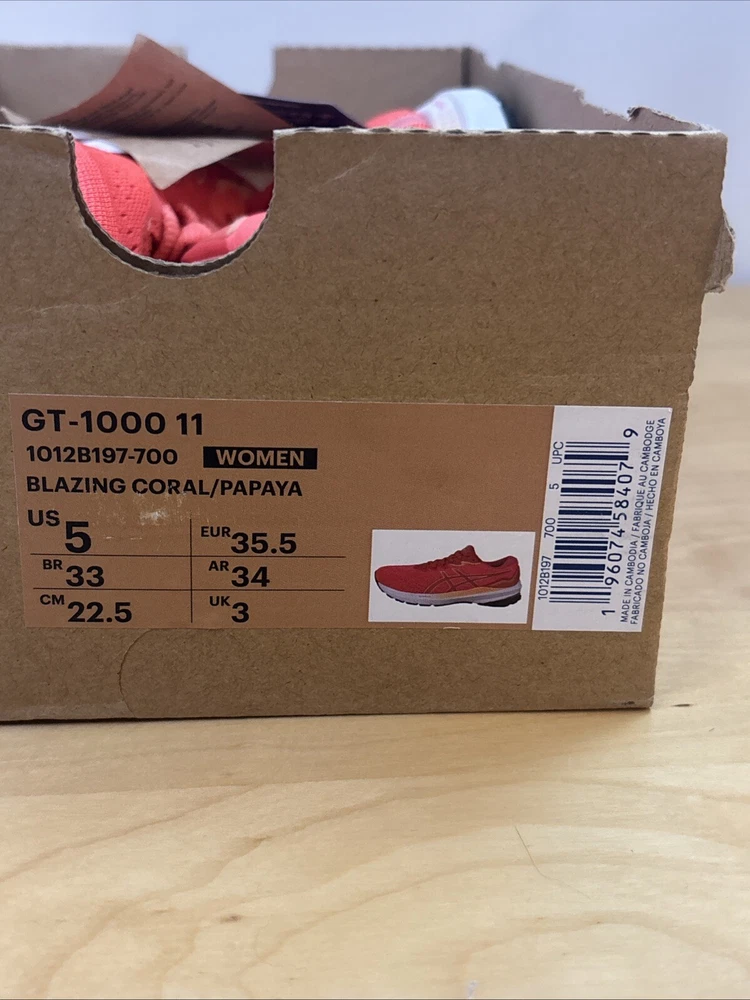 GT-1000 11
1012B197-700 WOMEN
BLAZING CORAL/PAPAYA
US 5 EUR 35.5
BR 33 AR 34
CM 22.5 UK 3
1012B197 700 5 UPC
1 96074 58407 9
MADE IN CAMBODIA / FABRIQUE AU CAMBODGE
FABRICADO NO CAMBOJA / HECHO EN CAMBOYA